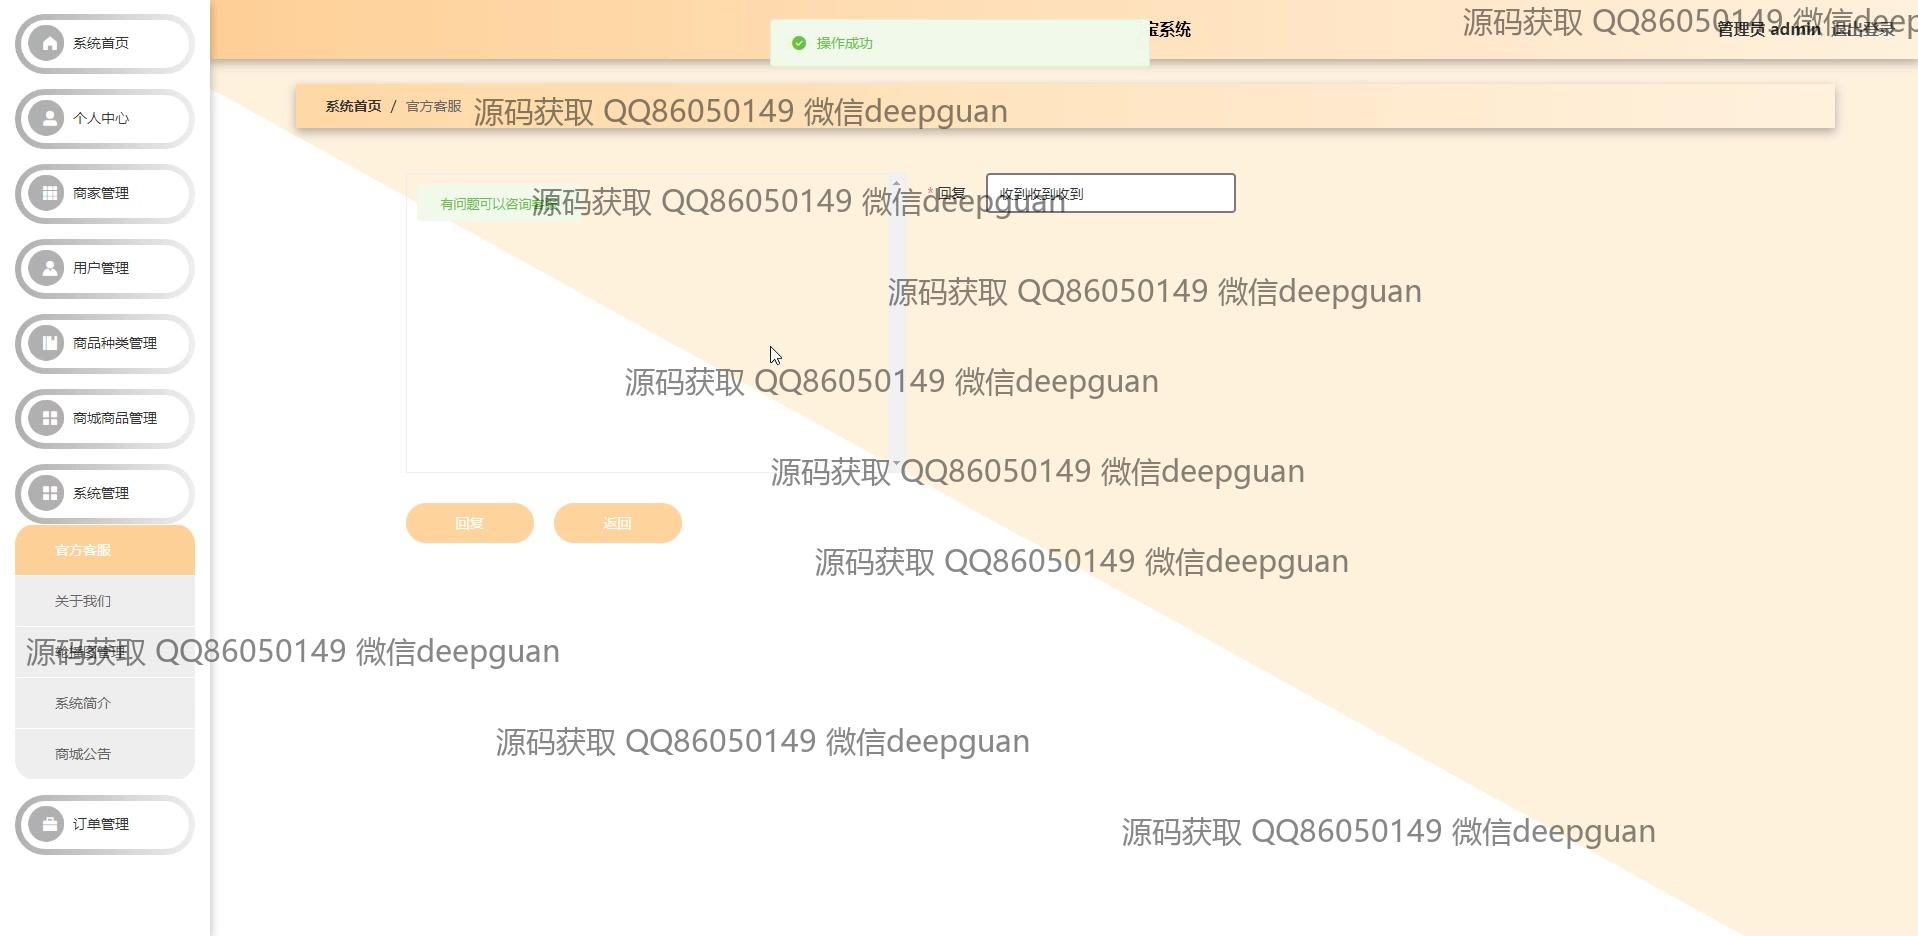 系统首页
个人中心
商家管理
用户管理
商品种类管理
商城商品管理
系统管理
官方客服
关于我们
轮播图管理
系统简介
商城公告
订单管理
操作成功
宝系统
管理员 admin
退出登录
系统首页 / 官方客服
有问题可以咨询
*回复
收到收到收到
回复
返回
源码获取 QQ86050149 微信deep
源码获取 QQ86050149 微信deepguan
源码获取 QQ86050149 微信deepguan
源码获取 QQ86050149 微信deepguan
源码获取 QQ86050149 微信deepguan
源码获取 QQ86050149 微信deepguan
源码获取 QQ86050149 微信deepguan
源码获取 QQ86050149 微信deepguan
源码获取 QQ86050149 微信deepguan
源码获取 QQ86050149 微信deepguan